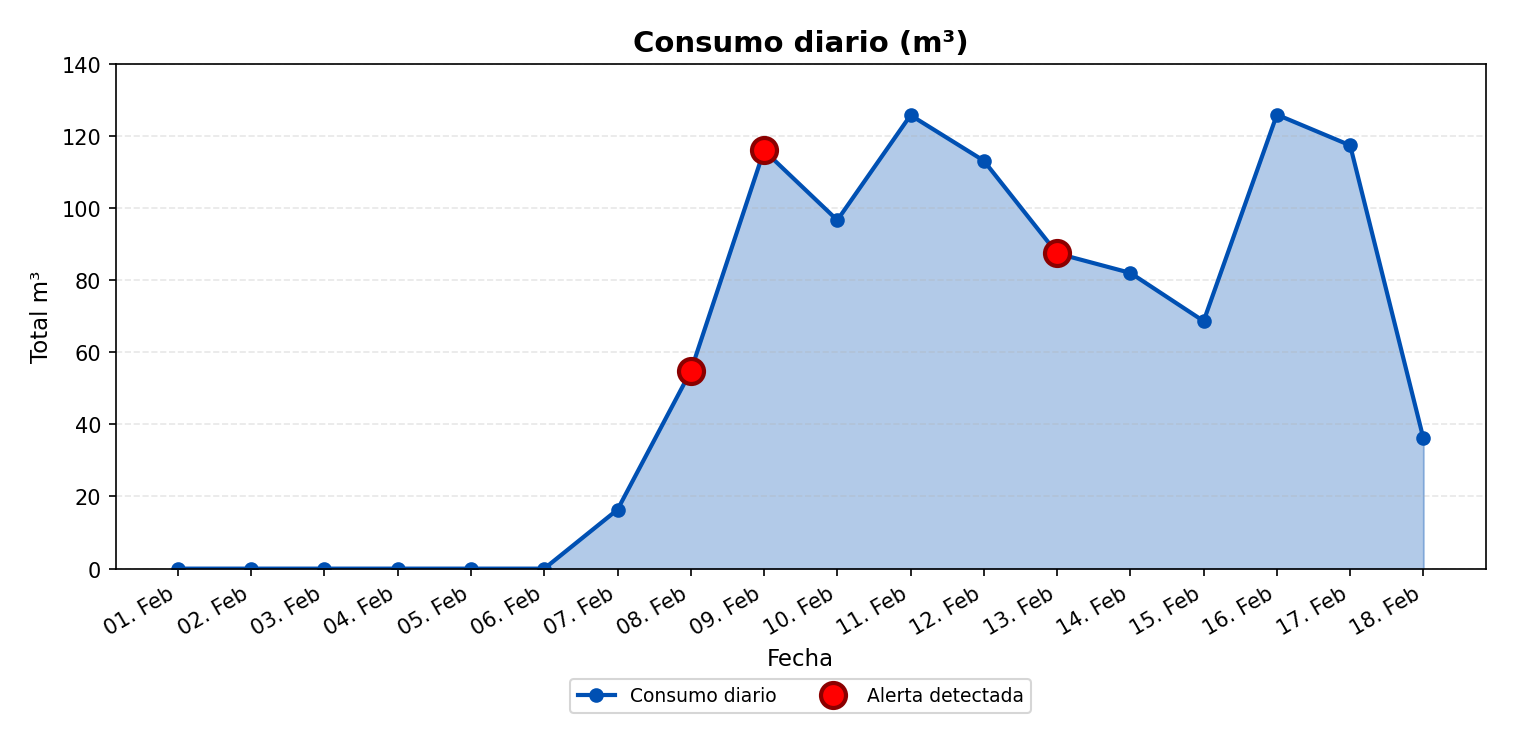 Consumo diario (m³)
140
120
100
80
60
40
20
0
Total m³
01. Feb
02. Feb
03. Feb
04. Feb
05. Feb
06. Feb
07. Feb
08. Feb
09. Feb
10. Feb
11. Feb
12. Feb
13. Feb
14. Feb
15. Feb
16. Feb
17. Feb
18. Feb
Fecha
Consumo diario
Alerta detectada